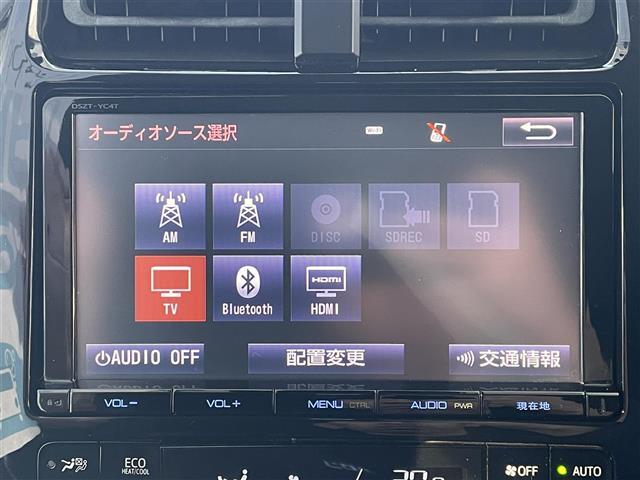 DSZT-YC4T
オーディオソース選択
Wi-Fi
AM FM DISC SDREC SD
HDMI
TV Bluetooth HDMI
AUDIO OFF 配置変更 交通情報
VOL− VOL+ MENU CTRL AUDIO PWR 現在地
ECO OFF AUTO
HEAT/COOL